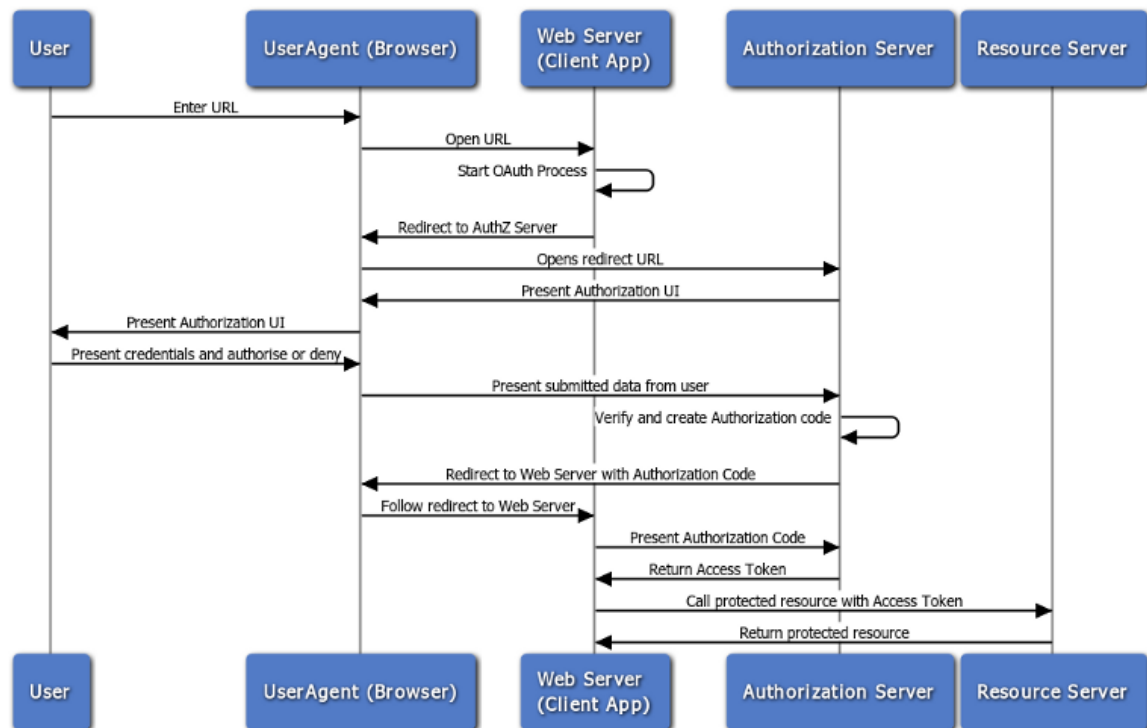 User
UserAgent (Browser)
Web Server
(Client App)
Authorization Server
Resource Server
Enter URL
Open URL
Start OAuth Process
Redirect to AuthZ Server
Opens redirect URL
Present Authorization UI
Present Authorization UI
Present credentials and authorise or deny
Present submitted data from user
Verify and create Authorization code
Redirect to Web Server with Authorization Code
Follow redirect to Web Server
Present Authorization Code
Return Access Token
Call protected resource with Access Token
Return protected resource
User
UserAgent (Browser)
Web Server
(Client App)
Authorization Server
Resource Server